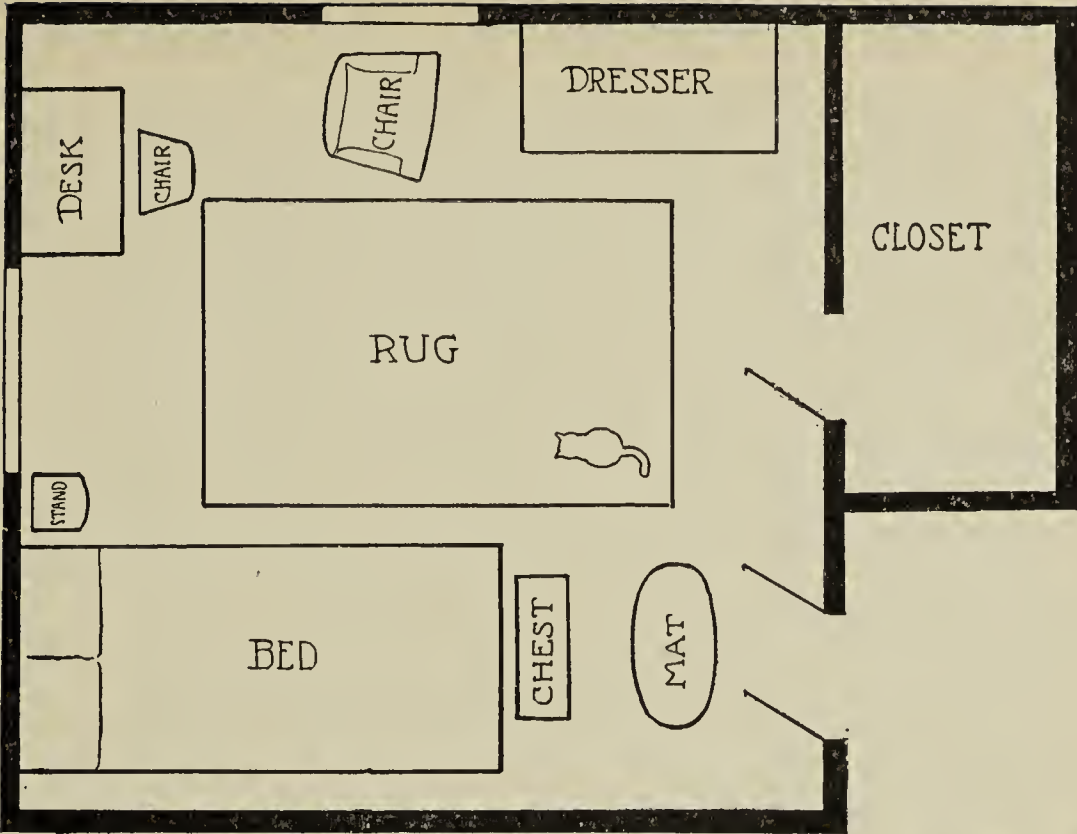 DRESSER
CHAIR
DESK
CHAIR
CLOSET
RUG
STAND
BED
CHEST
MAT